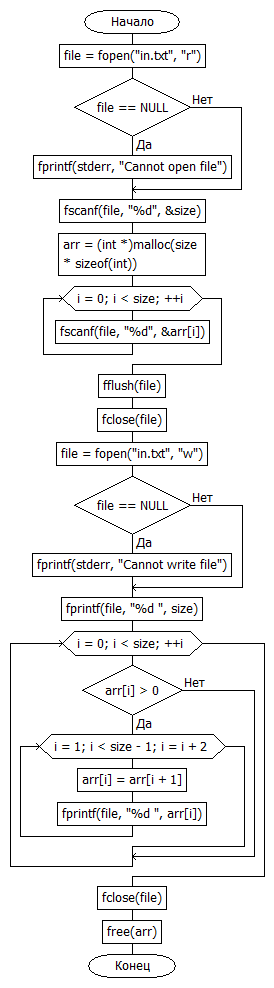 Начало
file = fopen("in.txt", "r")
file == NULL
Нет
Да
fprintf(stderr, "Cannot open file")
fscanf(file, "%d", &size)
arr = (int *)malloc(size
* sizeof(int))
i = 0; i < size; ++i
fscanf(file, "%d", &arr[i])
fflush(file)
fclose(file)
file = fopen("in.txt", "w")
file == NULL
Нет
Да
fprintf(stderr, "Cannot write file")
fprintf(file, "%d ", size)
i = 0; i < size; ++i
arr[i] > 0
Нет
Да
i = 1; i < size - 1; i = i + 2
arr[i] = arr[i + 1]
fprintf(file, "%d ", arr[i])
fclose(file)
free(arr)
Конец